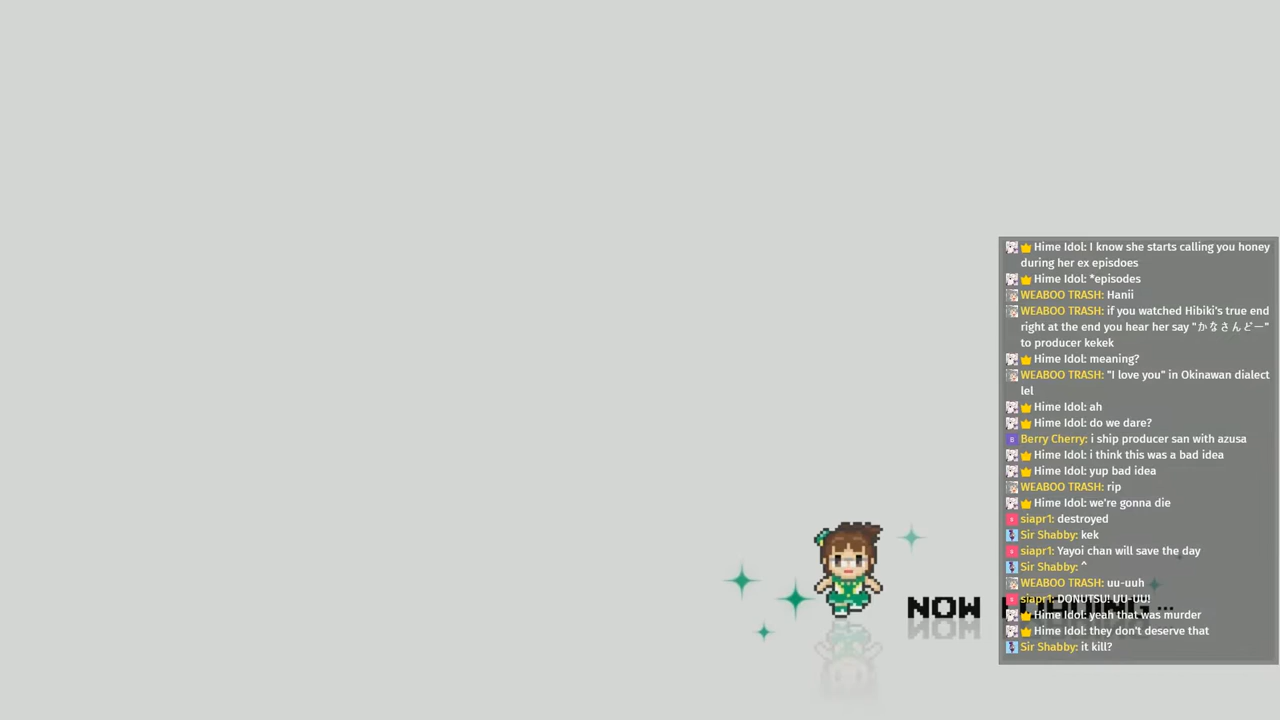 Hime Idol: I know she starts calling you honey
during her ex episdoes
Hime Idol: *episodes
WEABOO TRASH: Hanii
WEABOO TRASH: if you watched Hibiki's true end
right at the end you hear her say "かなさんどー"
to producer kekek
Hime Idol: meaning?
WEABOO TRASH: "I love you" in Okinawan dialect
lel
Hime Idol: ah
Hime Idol: do we dare?
Berry Cherry: i ship producer san with azusa
Hime Idol: i think this was a bad idea
Hime Idol: yup bad idea
WEABOO TRASH: rip
Hime Idol: we're gonna die
siapr1: destroyed
Sir Shabby: kek
siapr1: Yayoi chan will save the day
Sir Shabby: ^
WEABOO TRASH: uu-uuh
siapr1: DONUTSU! UU-UU!
NOW LOADING...
Hime Idol: yeah that was murder
Hime Idol: they don't deserve that
Sir Shabby: it kill?